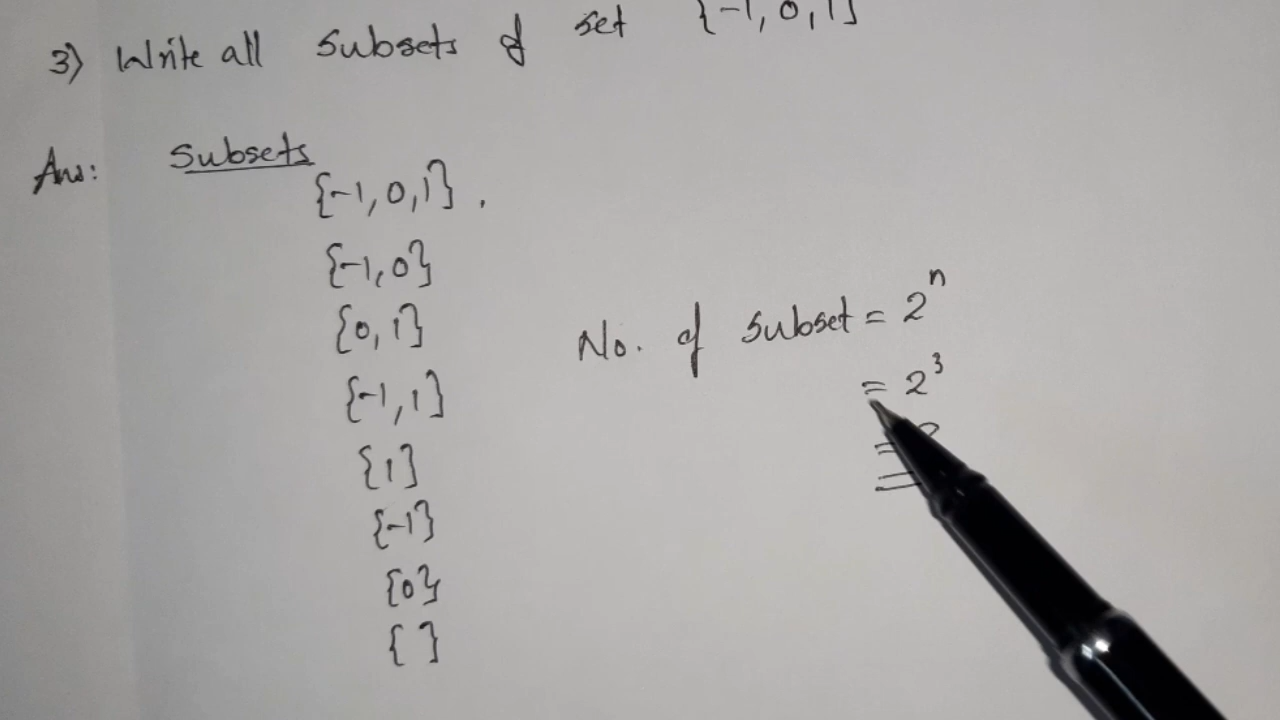 3) Write all subsets of set {-1, 0, 1}
Ans: Subsets
{-1, 0, 1}.
{-1, 0}
{0, 1}
{-1, 1}
{1}
{-1}
{0}
{ }
No. of subset = 2^n
= 2^3
=